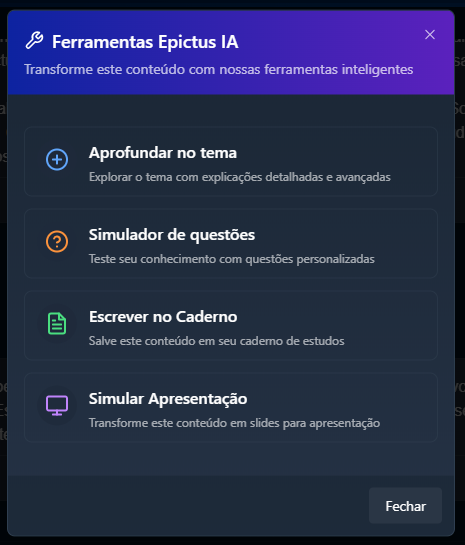 Ferramentas Epictus IA
Transforme este conteúdo com nossas ferramentas inteligentes
Aprofundar no tema
Explorar o tema com explicações detalhadas e avançadas
Simulador de questões
Teste seu conhecimento com questões personalizadas
Escrever no Caderno
Salve este conteúdo em seu caderno de estudos
Simular Apresentação
Transforme este conteúdo em slides para apresentação
Fechar